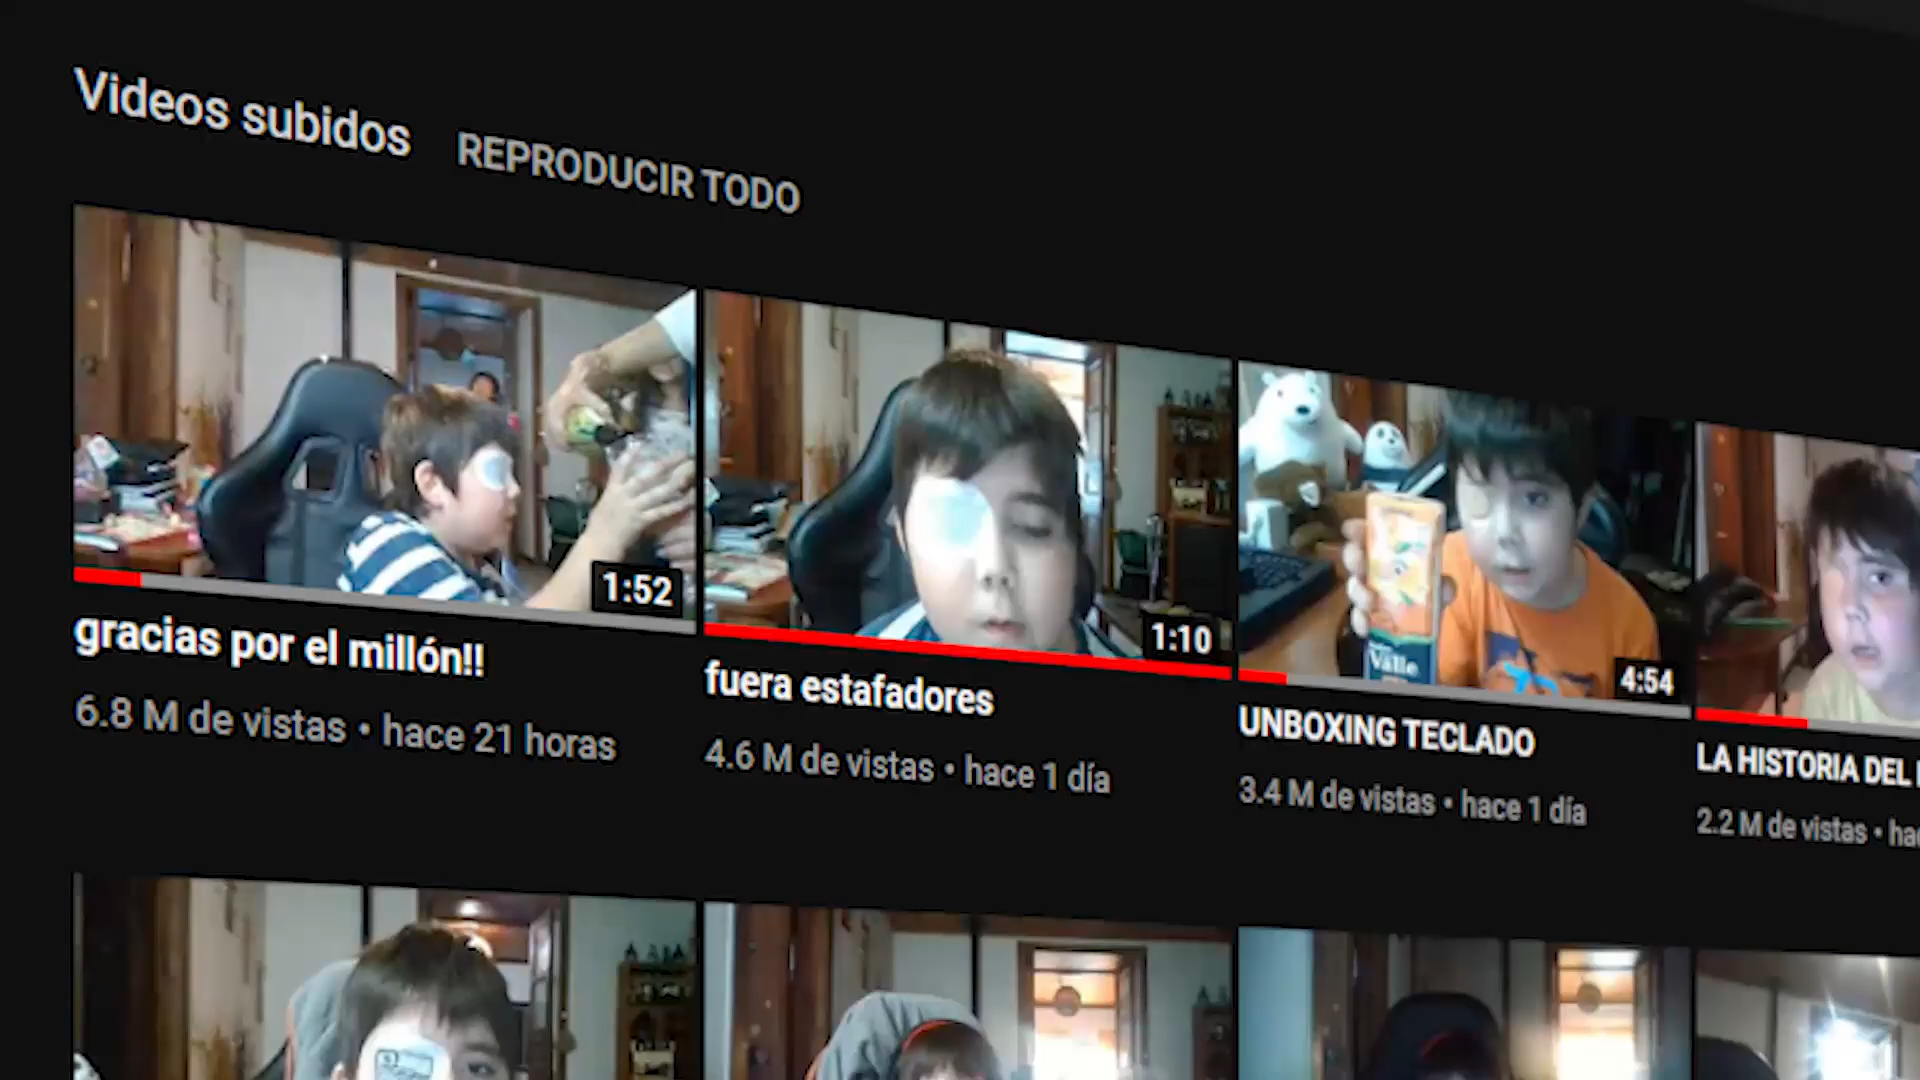 Videos subidos
REPRODUCIR TODO
1:52
1:10
4:54
Valle
gracias por el millón!!
fuera estafadores
UNBOXING TECLADO
LA HISTORIA DEL
6.8 M de vistas • hace 21 horas
4.6 M de vistas • hace 1 día
3.4 M de vistas • hace 1 día
2.2 M de vistas •